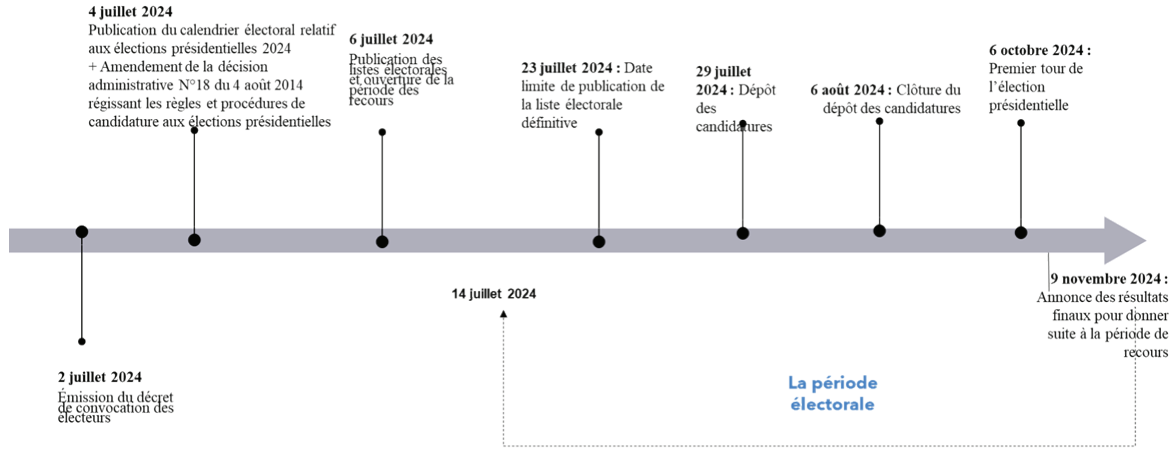 4 juillet 2024
Publication du calendrier électoral relatif
aux élections présidentielles 2024
+ Amendement de la décision
administrative N°18 du 4 août 2014
régissant les règles et procédures de
candidature aux élections présidentielles
6 juillet 2024
Publication des
listes électorales
et ouverture de la
période des
recours
23 juillet 2024 : Date
limite de publication de
la liste électorale
définitive
29 juillet
2024 : Dépôt
des
candidatures
6 août 2024 : Clôture du
dépôt des candidatures
6 octobre 2024 :
Premier tour de
l’élection
présidentielle
14 juillet 2024
9 novembre 2024 :
Annonce des résultats
finaux pour donner
suite à la période de
recours
2 juillet 2024
Émission du décret
de convocation des
électeurs
La période
électorale